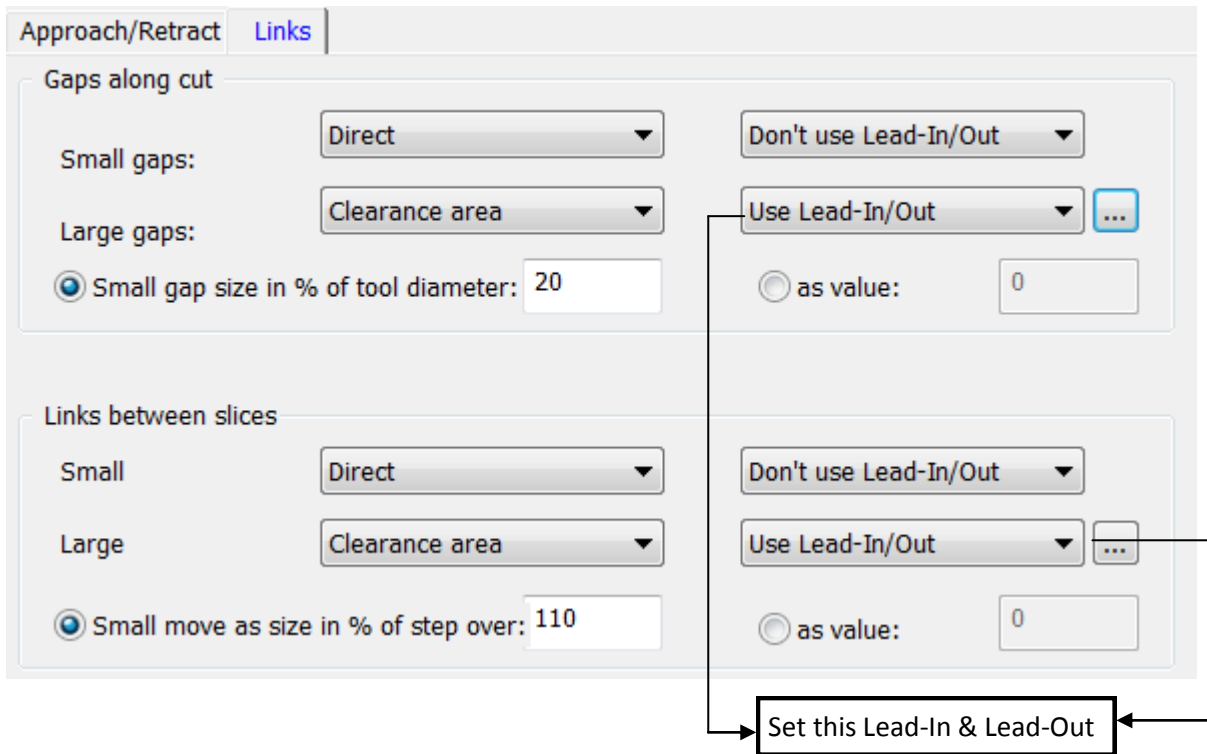 Approach/Retract Links
Gaps along cut
Small gaps: Direct Don't use Lead-In/Out
Large gaps: Clearance area Use Lead-In/Out ...
Small gap size in % of tool diameter: 20 as value: 0
Links between slices
Small Direct Don't use Lead-In/Out
Large Clearance area Use Lead-In/Out ...
Small move as size in % of step over: 110 as value: 0
Set this Lead-In & Lead-Out